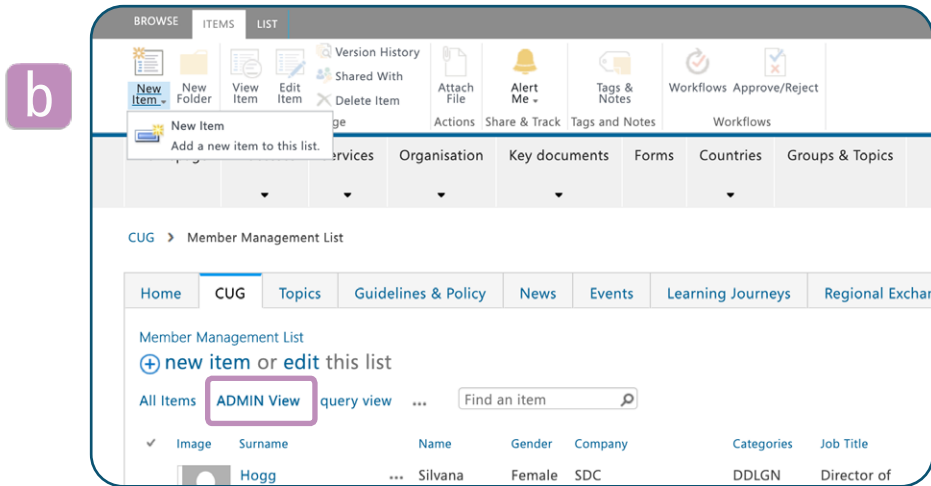 b
BROWSE ITEMS LIST
New Item New Folder View Item Edit Item Version History
Shared With
Delete Item
Attach File Alert Me Tags & Notes Workflows Approve/Reject
Actions Share & Track Tags and Notes Workflows
New Item
Add a new item to this list.
Organisation Key documents Forms Countries Groups & Topics
CUG > Member Management List
Home CUG Topics Guidelines & Policy News Events Learning Journeys Regional
Member Management List
new item or edit this list
All Items ADMIN View query view ... Find an item
Image Surname Name Gender Company Categories Job Title
Hogg ... Silvana Female SDC DDLGN Director of